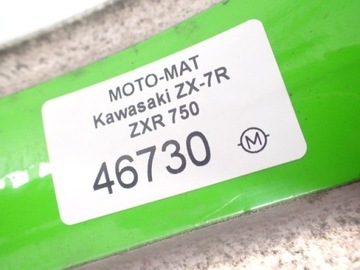 MOTO-MAT
Kawasaki ZX-7R
ZXR 750
46730
M